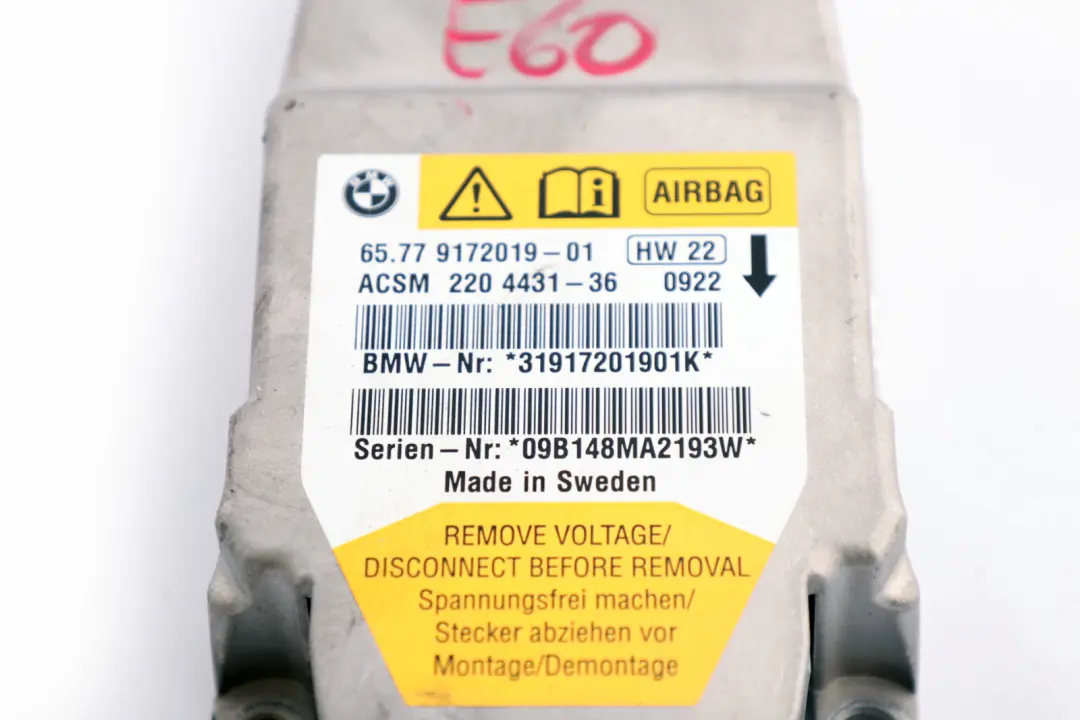 E60
BMW
AIRBAG
65.77 9172019-01 HW 22
ACSM 220 4431-36 0922
BMW-Nr: *31917201901K*
Serien-Nr: *09B148MA2193W*
Made in Sweden
REMOVE VOLTAGE/
DISCONNECT BEFORE REMOVAL
Spannungsfrei machen/
Stecker abziehen vor
Montage/Demontage